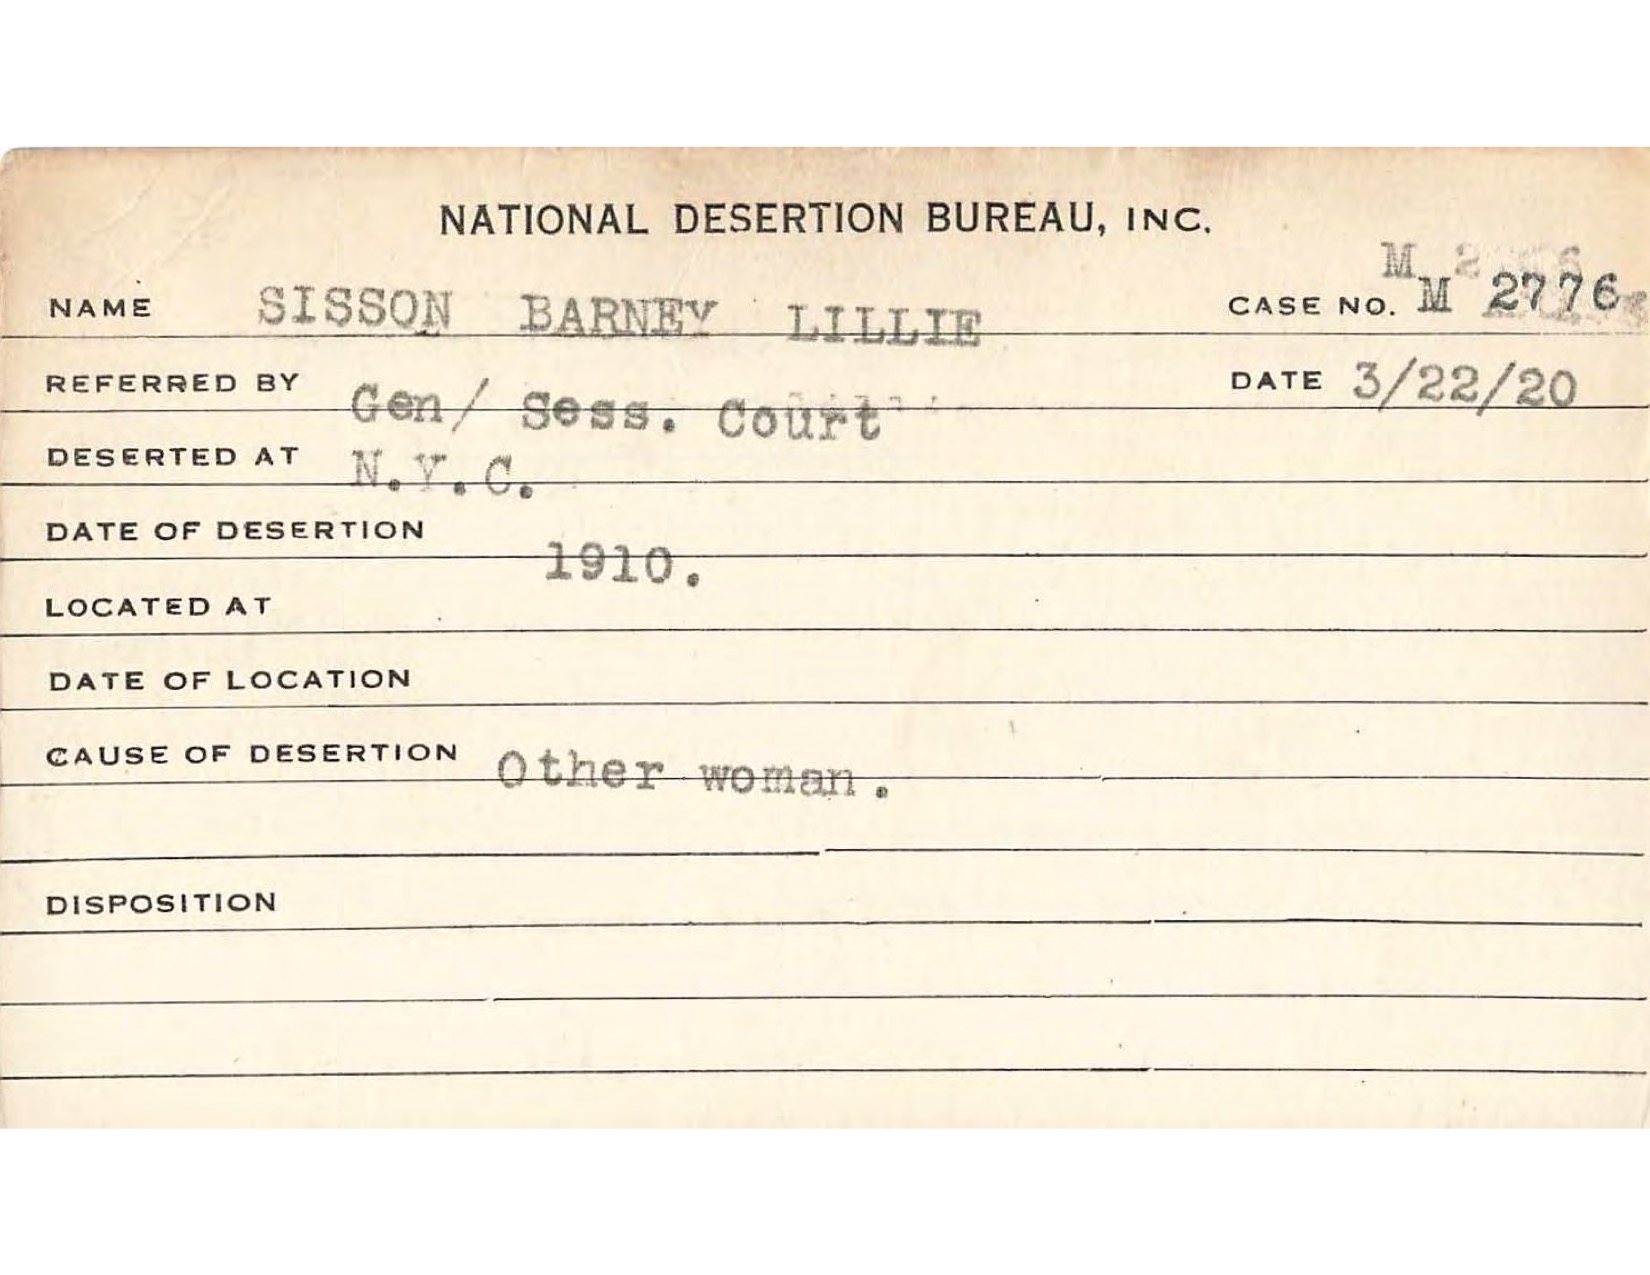 NATIONAL DESERTION BUREAU, INC.
NAME SISSON BARNEY LILLIE CASE NO. M 2776
REFERRED BY Gen/ Sess. Court DATE 3/22/20
DESERTED AT N.Y.C.
DATE OF DESERTION 1910.
LOCATED AT
DATE OF LOCATION
CAUSE OF DESERTION Other woman.
DISPOSITION